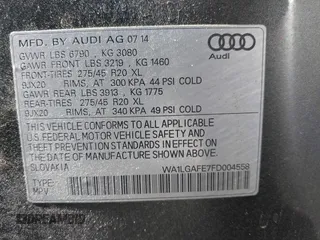 MFD. BY AUDI AG 07 14
GVWR LBS 6790 , KG 3080
GAWR FRONT LBS 3219 , KG 1460
FRONT-TIRES 275/45 R20 XL
9JX20 RIMS, AT 300 KPA 44 PSI COLD
GAWR REAR LBS 3913 , KG 1775
REAR-TIRES 275/45 R20 XL
9JX20 RIMS, AT 340 KPA 49 PSI COLD
THIS VEHICLE CONFORMS TO ALL APPLICABLE
U.S. FEDERAL MOTOR VEHICLE SAFETY BUMPER AND
THEFT PREVENTION STANDARDS IN EFFECT ON THE
DATE OF MANUFACTURE SHOWN ABOVE.
SLOVAKIA WA1LGAFE7FD004558
TYPE:
MPV
Audi
DREAMBID